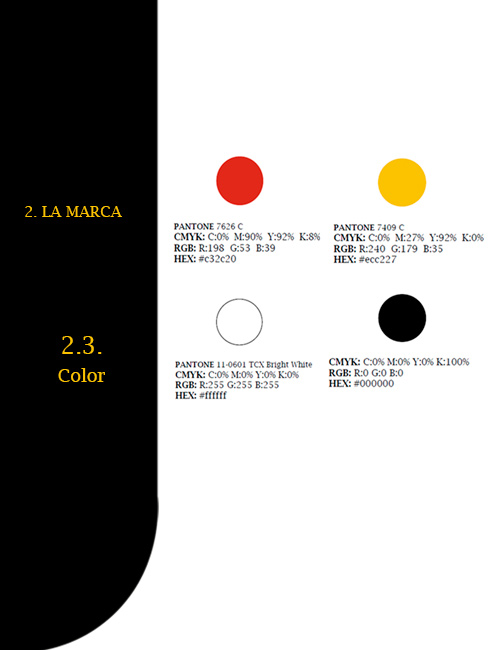 2. LA MARCA
2.3.
Color
PANTONE 7626 C
CMYK: C:0% M:90% Y:92% K:8%
RGB: R:198 G:53 B:39
HEX: #c32c20
PANTONE 7409 C
CMYK: C:0% M:27% Y:92% K:0%
RGB: R:240 G:179 B:35
HEX: #ecc227
PANTONE 11-0601 TCX Bright White
CMYK: C:0% M:0% Y:0% K:0%
RGB: R:255 G:255 B:255
HEX: #ffffff
CMYK: C:0% M:0% Y:0% K:100%
RGB: R:0 G:0 B:0
HEX: #000000